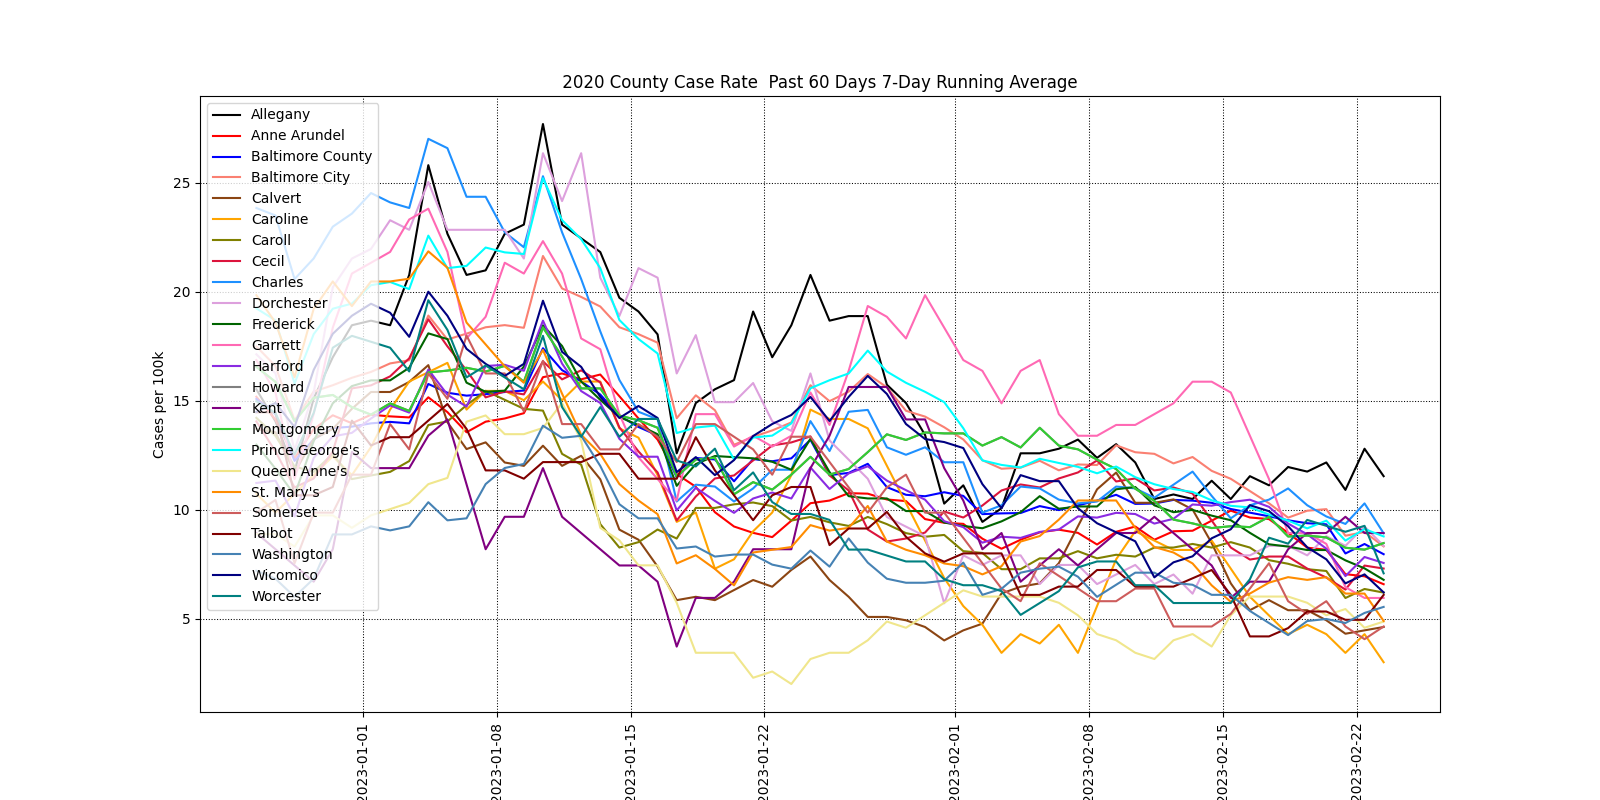 2020 County Case Rate  Past 60 Days 7-Day Running Average
Cases per 100k
25
20
15
10
5
Allegany
Anne Arundel
Baltimore County
Baltimore City
Calvert
Caroline
Caroll
Cecil
Charles
Dorchester
Frederick
Garrett
Harford
Howard
Kent
Montgomery
Prince George's
Queen Anne's
St. Mary's
Somerset
Talbot
Washington
Wicomico
Worcester
2023-01-01
2023-01-08
2023-01-15
2023-01-22
2023-02-01
2023-02-08
2023-02-15
2023-02-22